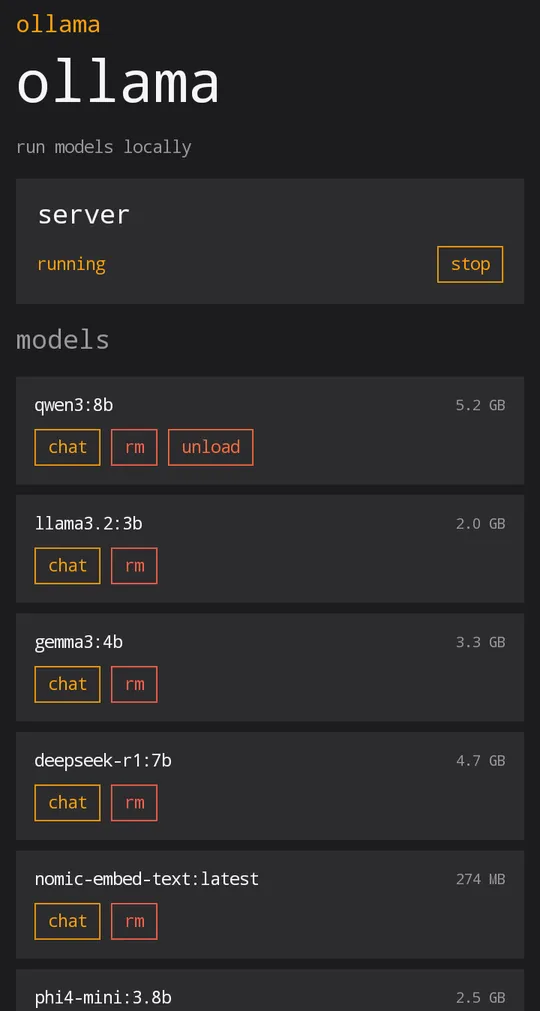 ollama
ollama
run models locally
server
running stop
models
qwen3:8b 5.2 GB
chat rm unload
llama3.2:3b 2.0 GB
chat rm
gemma3:4b 3.3 GB
chat rm
deepseek-r1:7b 4.7 GB
chat rm
nomic-embed-text:latest 274 MB
chat rm
phi4-mini:3.8b 2.5 GB